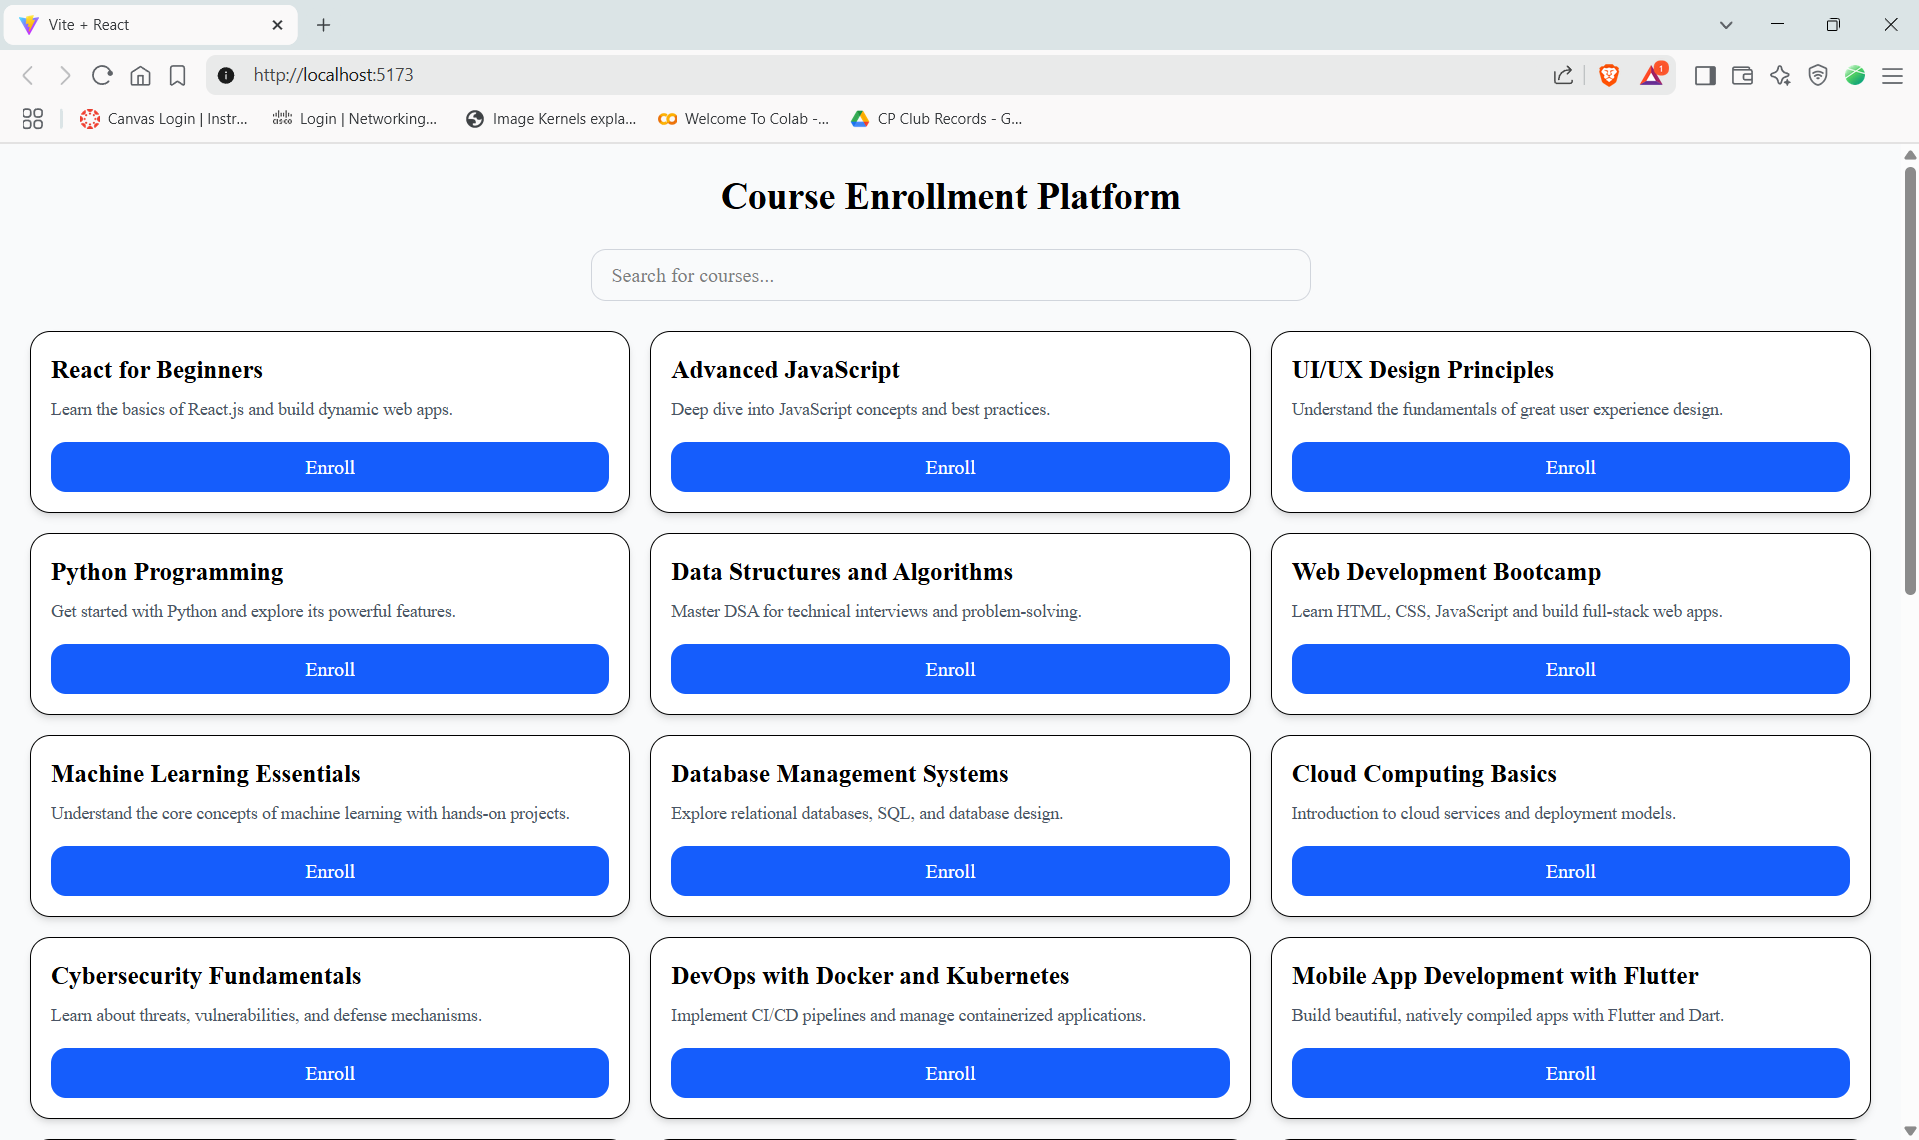 Vite + React
http://localhost:5173
1
Canvas Login | Instr...
Login | Networking...
Image Kernels expla...
Welcome To Colab -...
CP Club Records - G...
Course Enrollment Platform
Search for courses...
React for Beginners
Learn the basics of React.js and build dynamic web apps.
Enroll
Advanced JavaScript
Deep dive into JavaScript concepts and best practices.
Enroll
UI/UX Design Principles
Understand the fundamentals of great user experience design.
Enroll
Python Programming
Get started with Python and explore its powerful features.
Enroll
Data Structures and Algorithms
Master DSA for technical interviews and problem-solving.
Enroll
Web Development Bootcamp
Learn HTML, CSS, JavaScript and build full-stack web apps.
Enroll
Machine Learning Essentials
Understand the core concepts of machine learning with hands-on projects.
Enroll
Database Management Systems
Explore relational databases, SQL, and database design.
Enroll
Cloud Computing Basics
Introduction to cloud services and deployment models.
Enroll
Cybersecurity Fundamentals
Learn about threats, vulnerabilities, and defense mechanisms.
Enroll
DevOps with Docker and Kubernetes
Implement CI/CD pipelines and manage containerized applications.
Enroll
Mobile App Development with Flutter
Build beautiful, natively compiled apps with Flutter and Dart.
Enroll